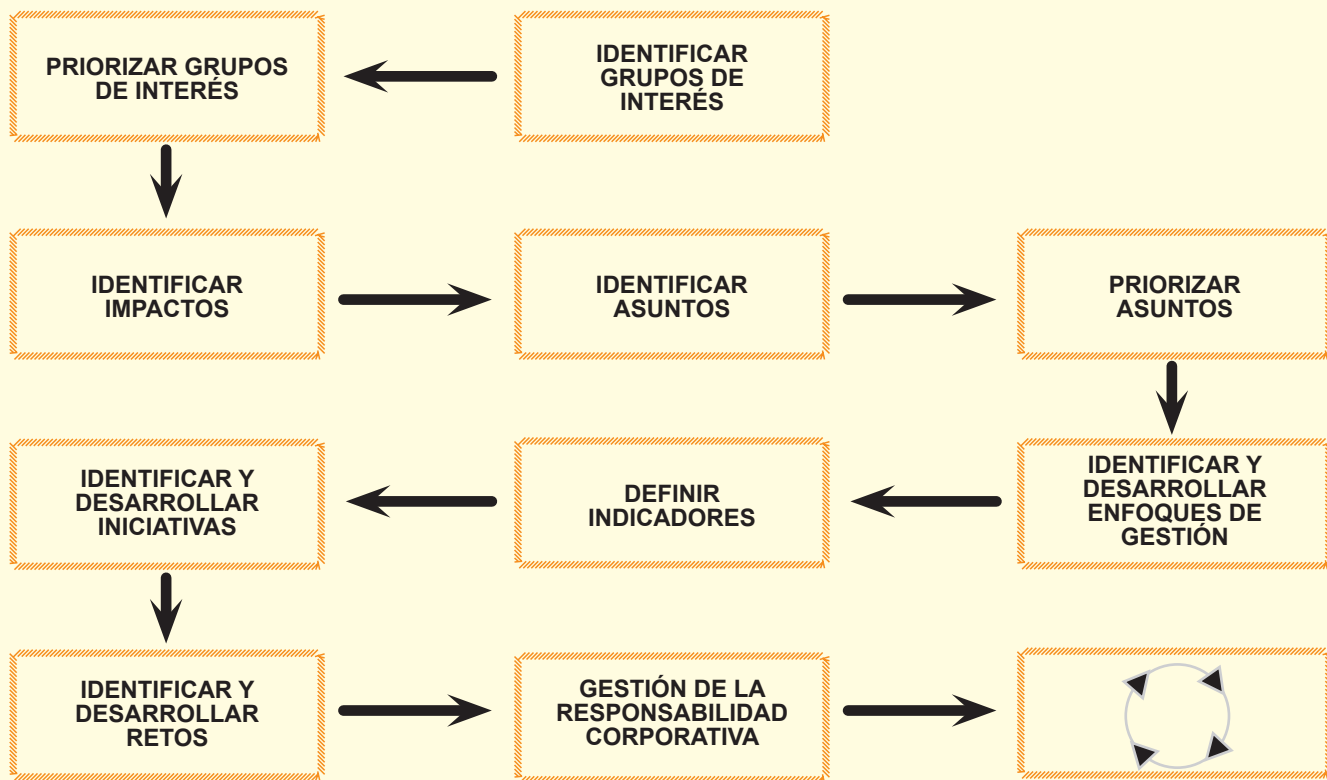 PRIORIZAR GRUPOS
DE INTERÉS
IDENTIFICAR
GRUPOS DE
INTERÉS
IDENTIFICAR
IMPACTOS
IDENTIFICAR
ASUNTOS
PRIORIZAR
ASUNTOS
IDENTIFICAR Y
DESARROLLAR
INICIATIVAS
DEFINIR
INDICADORES
IDENTIFICAR Y
DESARROLLAR
ENFOQUES DE
GESTIÓN
IDENTIFICAR Y
DESARROLLAR
RETOS
GESTIÓN DE LA
RESPONSABILIDAD
CORPORATIVA